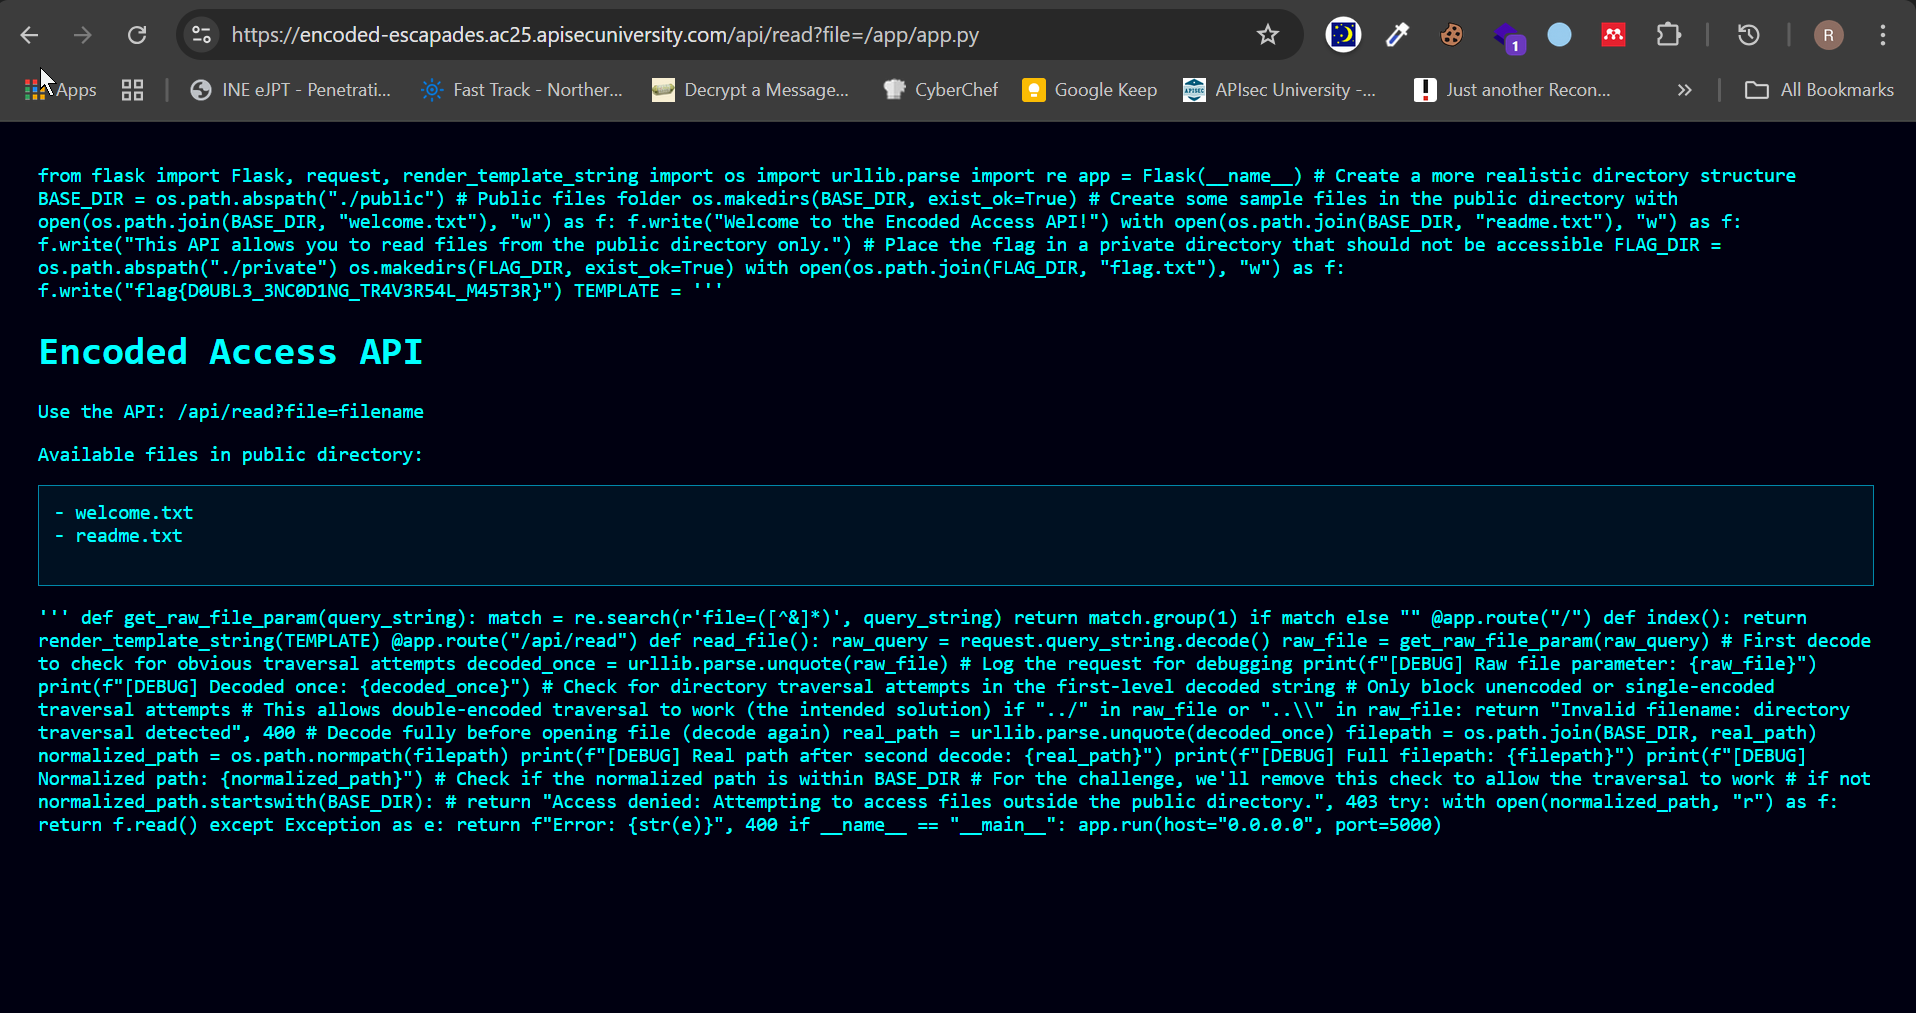 https://encoded-escapades.ac25.apisecuniversity.com/api/read?file=/app/app.py
1
R
Apps
INE eJPT - Penetrati...
Fast Track - Norther...
Decrypt a Message...
CyberChef
Google Keep
APIsec University -...
Just another Recon...
»
All Bookmarks
from flask import Flask, request, render_template_string import os import urllib.parse import re app = Flask(__name__) # Create a more realistic directory structure
BASE_DIR = os.path.abspath("./public") # Public files folder os.makedirs(BASE_DIR, exist_ok=True) # Create some sample files in the public directory with
open(os.path.join(BASE_DIR, "welcome.txt"), "w") as f: f.write("Welcome to the Encoded Access API!") with open(os.path.join(BASE_DIR, "readme.txt"), "w") as f:
f.write("This API allows you to read files from the public directory only.") # Place the flag in a private directory that should not be accessible FLAG_DIR =
os.path.abspath("./private") os.makedirs(FLAG_DIR, exist_ok=True) with open(os.path.join(FLAG_DIR, "flag.txt"), "w") as f:
f.write("flag{D0UBL3_3NC0D1NG_TR4V3R54L_M45T3R}") TEMPLATE = '''
Encoded Access API
Use the API: /api/read?file=filename
Available files in public directory:
- welcome.txt
- readme.txt
''' def get_raw_file_param(query_string): match = re.search(r'file=([^&]*)', query_string) return match.group(1) if match else "" @app.route("/") def index(): return
render_template_string(TEMPLATE) @app.route("/api/read") def read_file(): raw_query = request.query_string.decode() raw_file = get_raw_file_param(raw_query) # First decode
to check for obvious traversal attempts decoded_once = urllib.parse.unquote(raw_file) # Log the request for debugging print(f"[DEBUG] Raw file parameter: {raw_file}")
print(f"[DEBUG] Decoded once: {decoded_once}") # Check for directory traversal attempts in the first-level decoded string # Only block unencoded or single-encoded
traversal attempts # This allows double-encoded traversal to work (the intended solution) if "../" in raw_file or "..\\" in raw_file: return "Invalid filename: directory
traversal detected", 400 # Decode fully before opening file (decode again) real_path = urllib.parse.unquote(decoded_once) filepath = os.path.join(BASE_DIR, real_path)
normalized_path = os.path.normpath(filepath) print(f"[DEBUG] Real path after second decode: {real_path}") print(f"[DEBUG] Full filepath: {filepath}") print(f"[DEBUG]
Normalized path: {normalized_path}") # Check if the normalized path is within BASE_DIR # For the challenge, we'll remove this check to allow the traversal to work # if not
normalized_path.startswith(BASE_DIR): # return "Access denied: Attempting to access files outside the public directory.", 403 try: with open(normalized_path, "r") as f:
return f.read() except Exception as e: return f"Error: {str(e)}", 400 if __name__ == "__main__": app.run(host="0.0.0.0", port=5000)